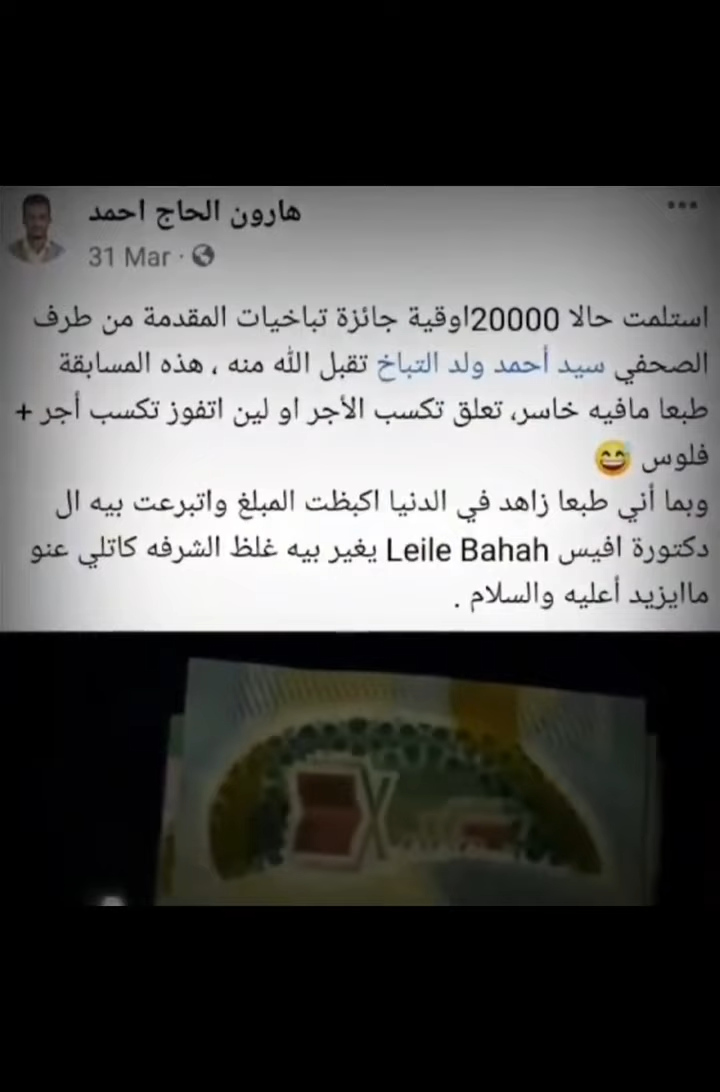 هارون الحاج احمد
31 Mar ·
استلمت حالا 20000اوقية جائزة تباخيات المقدمة من طرف
الصحفي سيد أحمد ولد التباخ تقبل الله منه ، هذه المسابقة
طبعا مافيه خاسر، تعلق تكسب الأجر او لين اتفوز تكسب أجر +
فلوس 😅
وبما أني طبعا زاهد في الدنيا اكبظت المبلغ واتبرعت بيه ال
دكتورة افيس Leile Bahah يغير بيه غلظ الشرفه كاتلي عنو
ماايزيد أعليه والسلام .